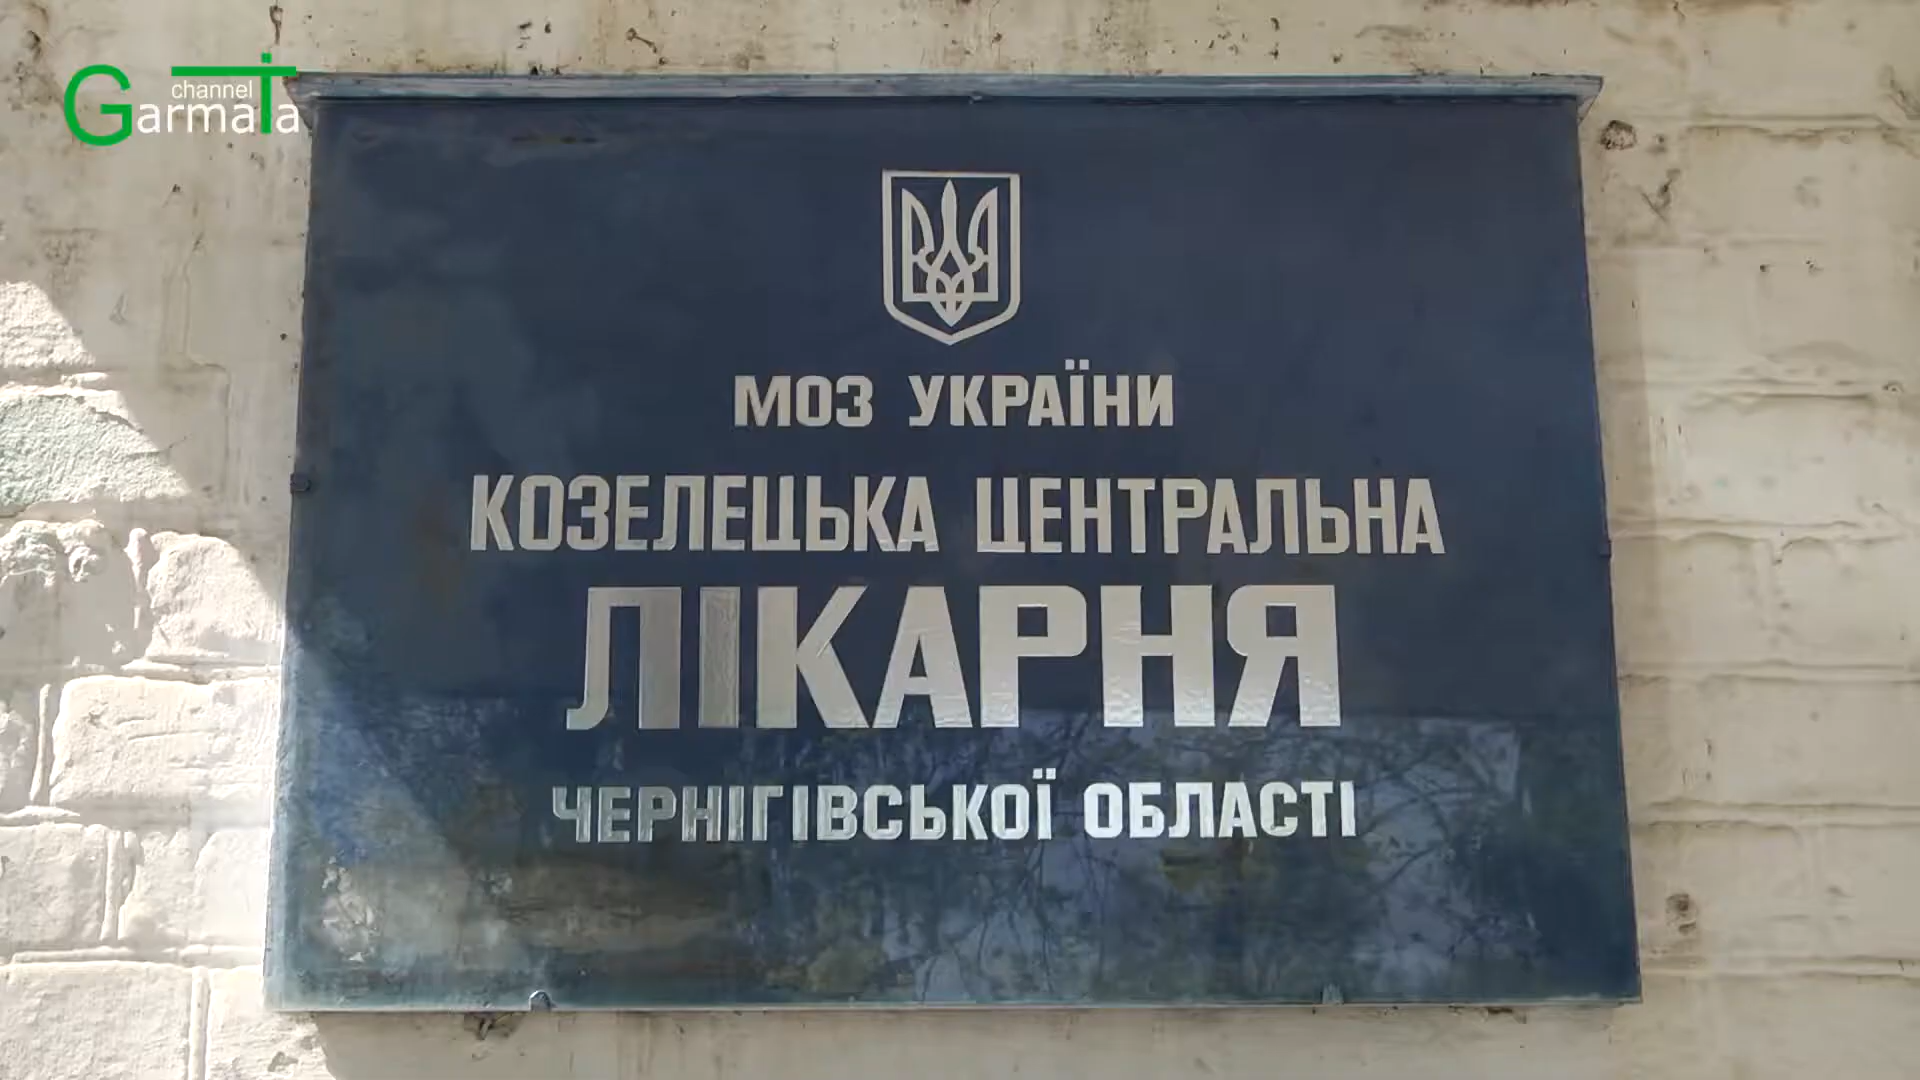 channel
Garmata
МОЗ УКРАЇНИ
КОЗЕЛЕЦЬКА ЦЕНТРАЛЬНА
ЛІКАРНЯ
ЧЕРНІГІВСЬКОЇ ОБЛАСТІ